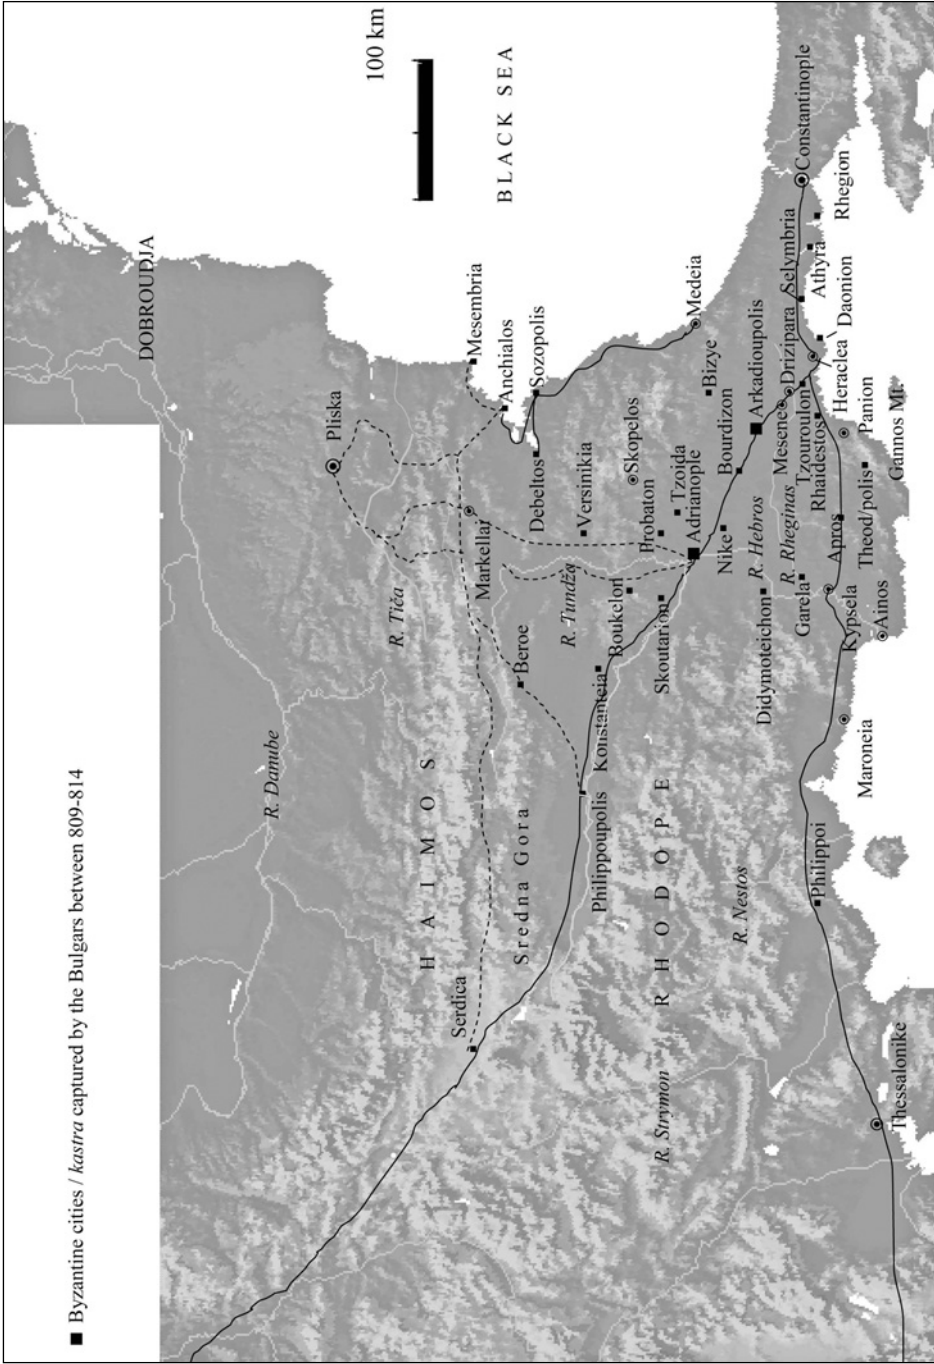 ■ Byzantine cities / kastra captured by the Bulgars between 809-814
100 km
BLACK SEA
DOBROUDJA
R. Danube
Pliska
R. Tiča
HAIMOS
Mesembria
Anchialos
Markellai
Serdica
Sredna Gora
Beroe
Sozopolis
Debeltos
R. Tundža
Versinikia
Philippoupolis
Konstanteia
Boukelon
Skopelos
Probaton
Skoutarion
Tzoida
Adrianople
RHODOPE
R. Strymon
R. Nestos
Medeia
Bizye
Nike
Bourdizon
Arkadioupolis
R. Hebros
Didymoteichon
Mesene
Drizipara
R. Rheginas
Garela
Tzouroulon
Selymbria
Constantinople
Rhaidestos
Athyra
Rhegion
Philippoi
Apros
Heraclea
Daonion
Kypsela
Panion
Theod/polis
Maroneia
Ainos
Gannos Mt.
Thessalonike